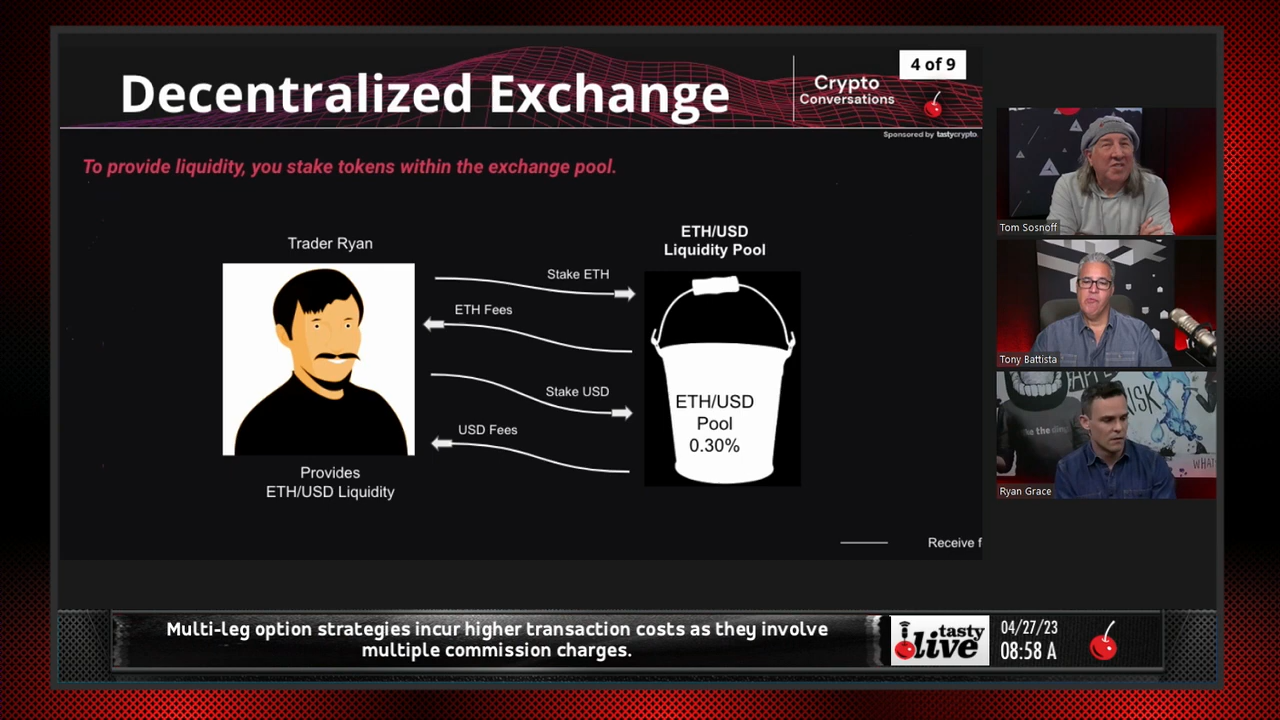 Decentralized Exchange
Crypto
Conversations
4 of 9
Sponsored by tastycrypto.
To provide liquidity, you stake tokens within the exchange pool.
Trader Ryan
Provides
ETH/USD Liquidity
Stake ETH
ETH Fees
Stake USD
USD Fees
ETH/USD
Liquidity Pool
ETH/USD
Pool
0.30%
Receive f
Tom Sosnoff
Tony Battista
Ryan Grace
Multi-leg option strategies incur higher transaction costs as they involve
multiple commission charges.
tasty
live
04/27/23
08:58 A